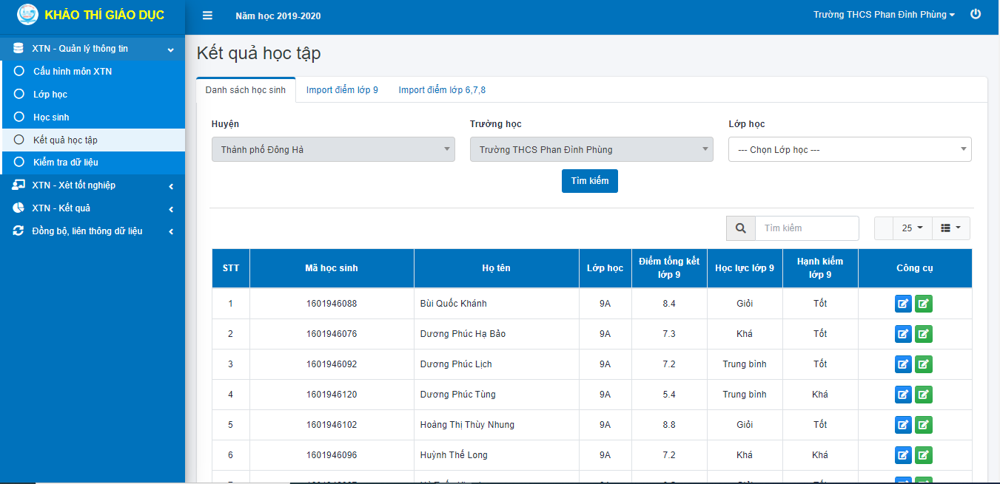 KHẢO THÍ GIÁO DỤC
Năm học 2019-2020
Trường THCS Phan Đình Phùng
XTN - Quản lý thông tin
Cấu hình môn XTN
Lớp học
Học sinh
Kết quả học tập
Kiểm tra dữ liệu
XTN - Xét tốt nghiệp
XTN - Kết quả
Đồng bộ, liên thông dữ liệu
Kết quả học tập
Danh sách học sinh Import điểm lớp 9 Import điểm lớp 6,7,8
Huyện Trường học Lớp học
Thành phố Đông Hà Trường THCS Phan Đình Phùng --- Chọn Lớp học ---
Tìm kiếm
Tìm kiếm 25
STT Mã học sinh Họ tên Lớp học Điểm tổng kết lớp 9 Học lực lớp 9 Hạnh kiểm lớp 9 Công cụ
1 1601946088 Bùi Quốc Khánh 9A 8.4 Giỏi Tốt
2 1601946076 Dương Phúc Hạ Bảo 9A 7.3 Khá Tốt
3 1601946092 Dương Phúc Lịch 9A 7.2 Trung bình Tốt
4 1601946120 Dương Phúc Tùng 9A 5.4 Trung bình Khá
5 1601946102 Hoàng Thị Thùy Nhung 9A 8.8 Giỏi Tốt
6 1601946096 Huỳnh Thế Long 9A 7.2 Khá Khá